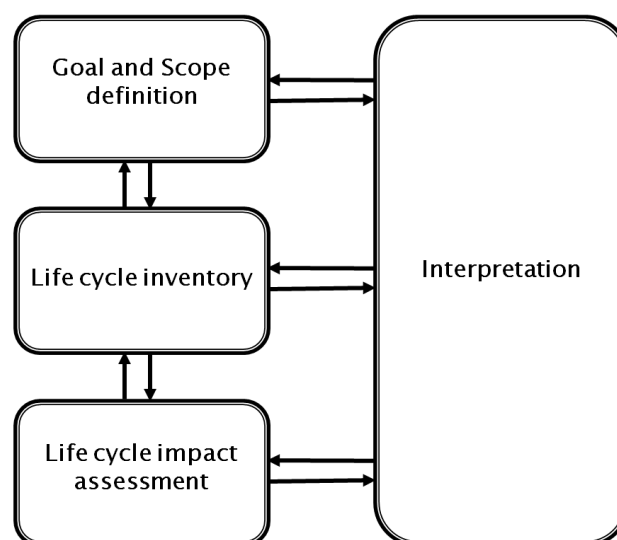 Goal and Scope
definition
Life cycle inventory
Interpretation
Life cycle impact
assessment